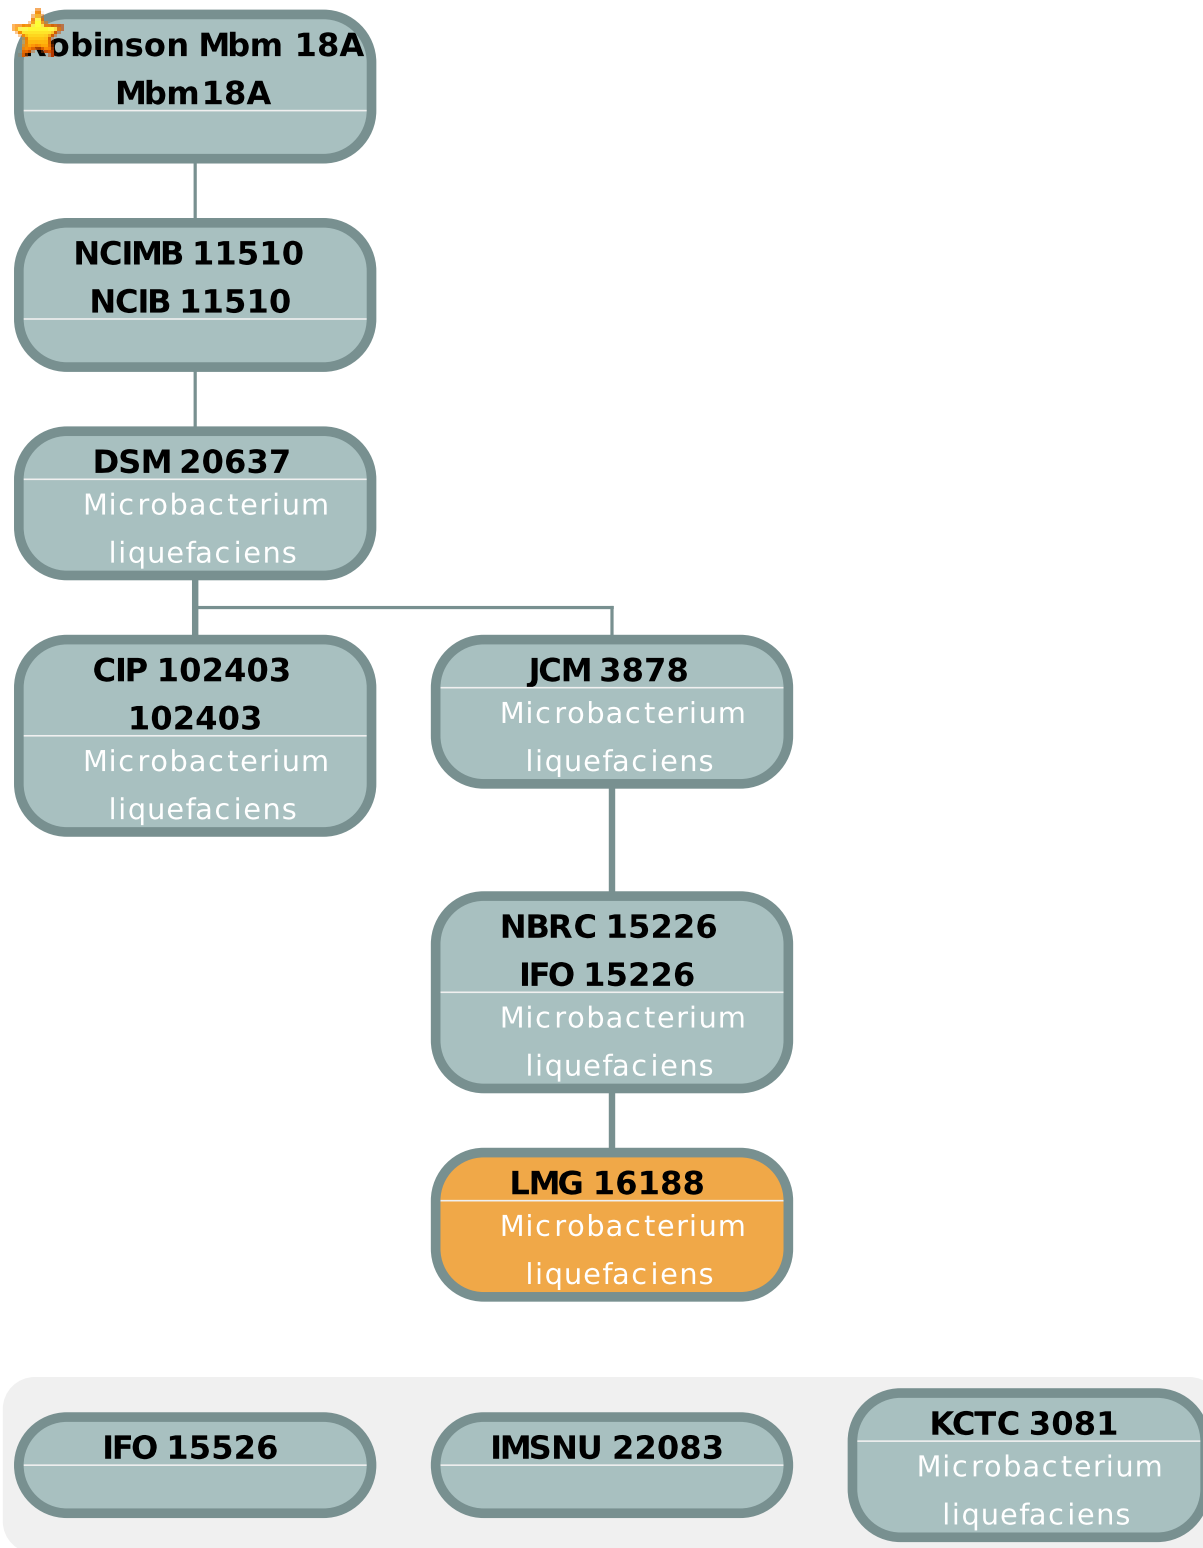 Robinson Mbm 18A
Mbm18A
NCIMB 11510
NCIB 11510
DSM 20637
Microbacterium
liquefaciens
CIP 102403
102403
Microbacterium
liquefaciens
JCM 3878
Microbacterium
liquefaciens
NBRC 15226
IFO 15226
Microbacterium
liquefaciens
LMG 16188
Microbacterium
liquefaciens
IFO 15526
IMSNU 22083
KCTC 3081
Microbacterium
liquefaciens